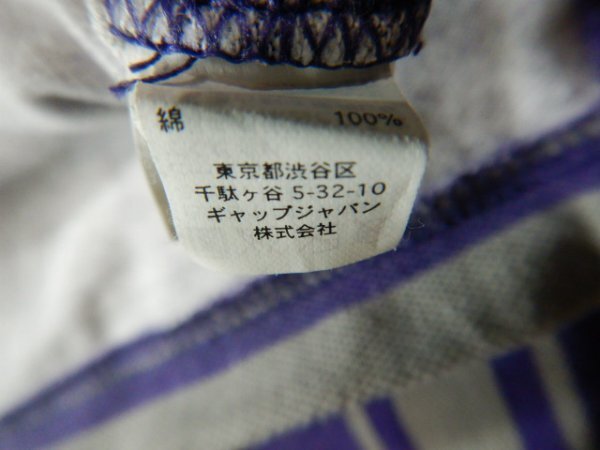 綿 100%
東京都渋谷区
千駄ヶ谷 5-32-10
ギャップジャパン
株式会社